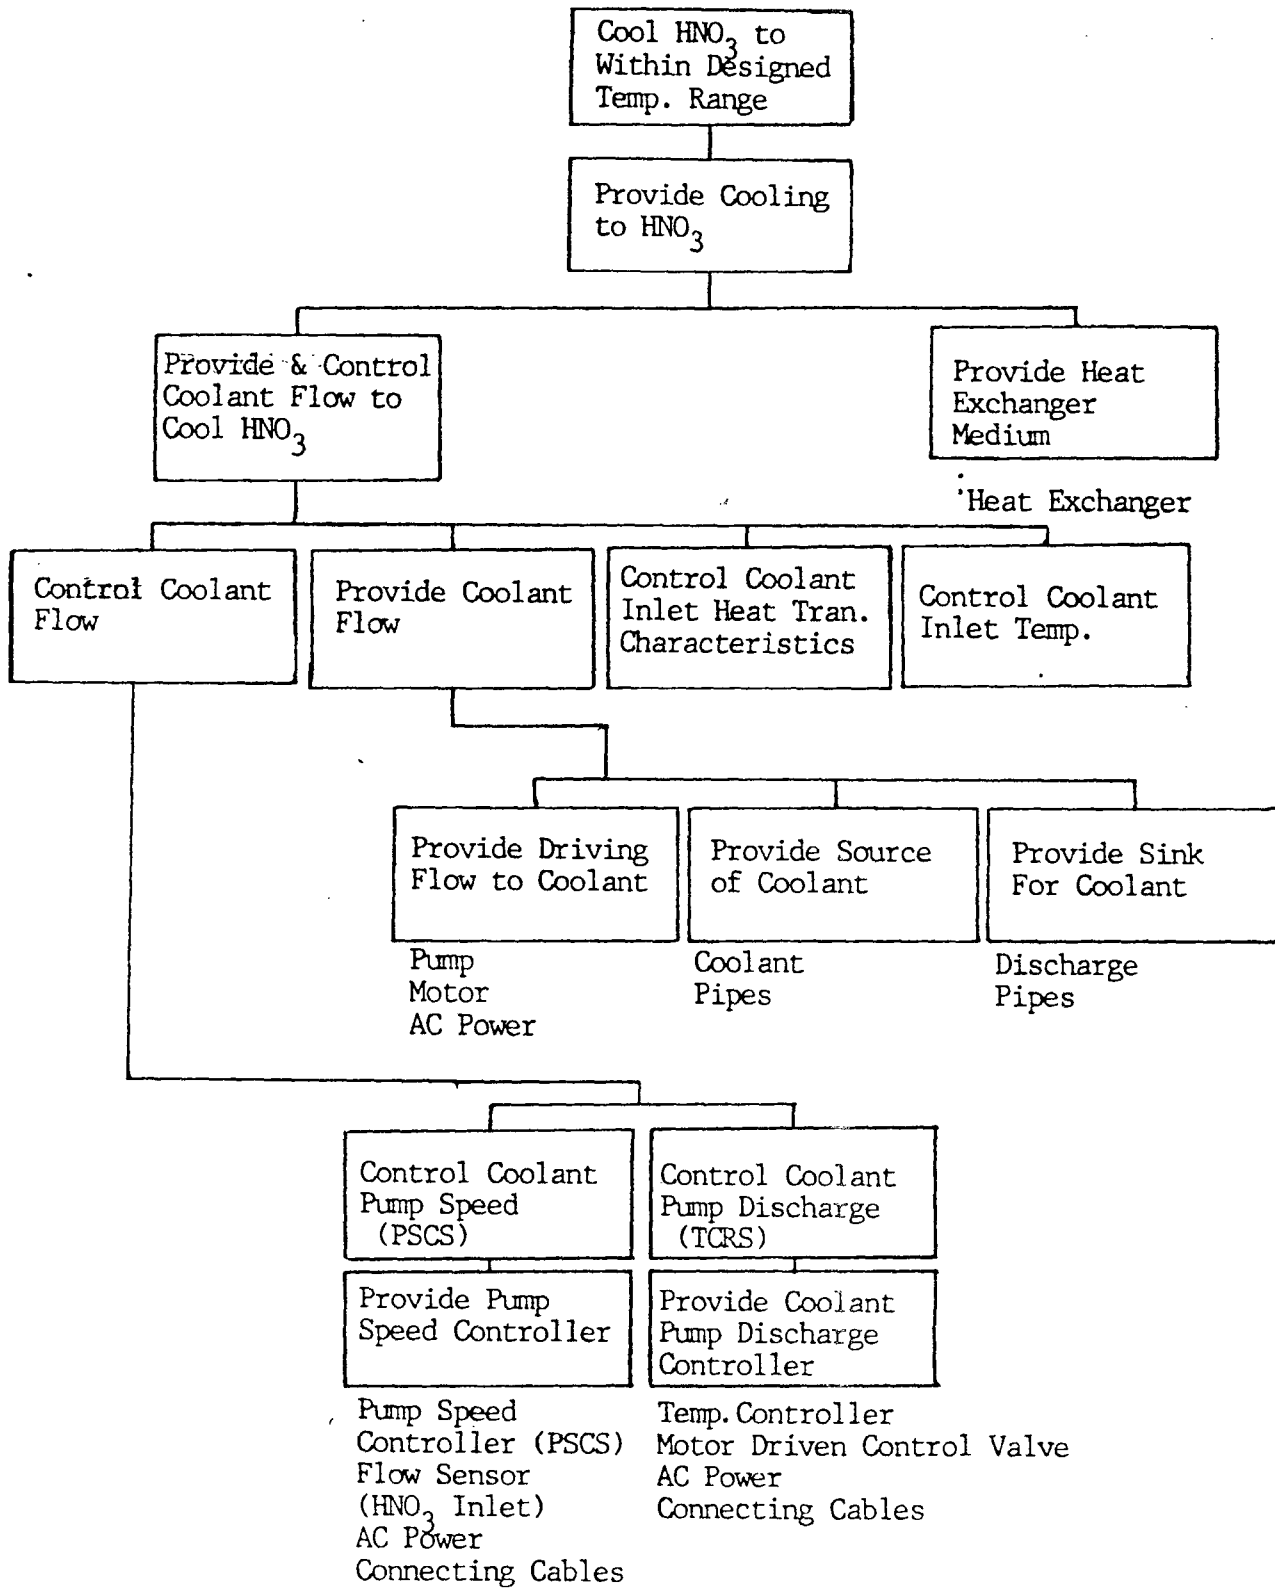 Cool HNO3 to
Within Designed
Temp. Range
Provide Cooling
to HNO3
Provide & Control
Coolant Flow to
Cool HNO3
Provide Heat
Exchanger
Medium
Heat Exchanger
Control Coolant
Flow
Provide Coolant
Flow
Control Coolant
Inlet Heat Tran.
Characteristics
Control Coolant
Inlet Temp.
Provide Driving
Flow to Coolant
Provide Source
of Coolant
Provide Sink
For Coolant
Pump
Motor
AC Power
Coolant
Pipes
Discharge
Pipes
Control Coolant
Pump Speed
(PSCS)
Control Coolant
Pump Discharge
(TCRS)
Provide Pump
Speed Controller
Provide Coolant
Pump Discharge
Controller
Pump Speed
Controller (PSCS)
Flow Sensor
(HNO3 Inlet)
AC Power
Connecting Cables
Temp. Controller
Motor Driven Control Valve
AC Power
Connecting Cables